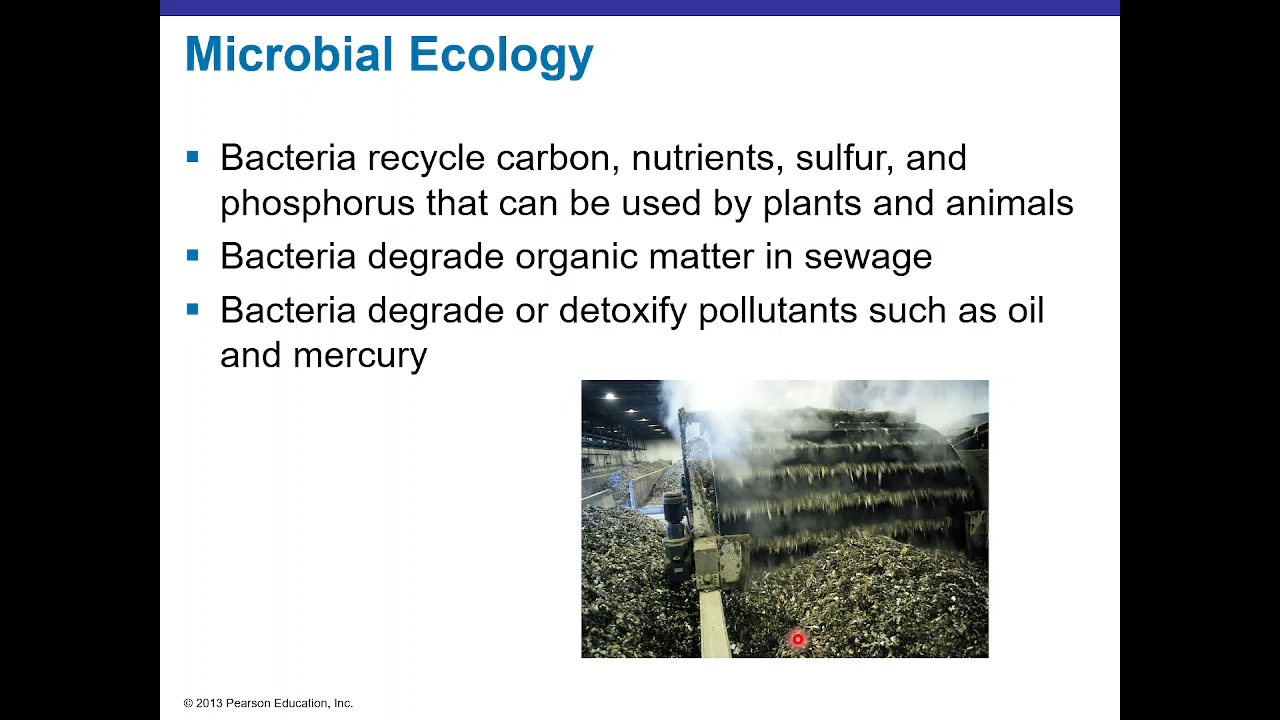 Microbial Ecology
Bacteria recycle carbon, nutrients, sulfur, and
phosphorus that can be used by plants and animals
Bacteria degrade organic matter in sewage
Bacteria degrade or detoxify pollutants such as oil
and mercury
© 2013 Pearson Education, Inc.